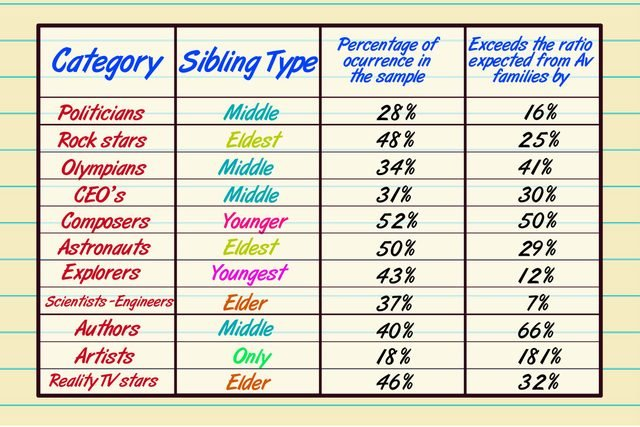 Category Sibling Type Percentage of ocurrence in the sample Exceeds the ratio expected from Av families by
Politicians Middle 28% 16%
Rock stars Eldest 48% 25%
Olympians Middle 34% 41%
CEO's Middle 31% 30%
Composers Younger 52% 50%
Astronauts Eldest 50% 29%
Explorers Youngest 43% 12%
Scientists-Engineers Elder 37% 7%
Authors Middle 40% 66%
Artists Only 18% 181%
Reality TV stars Elder 46% 32%